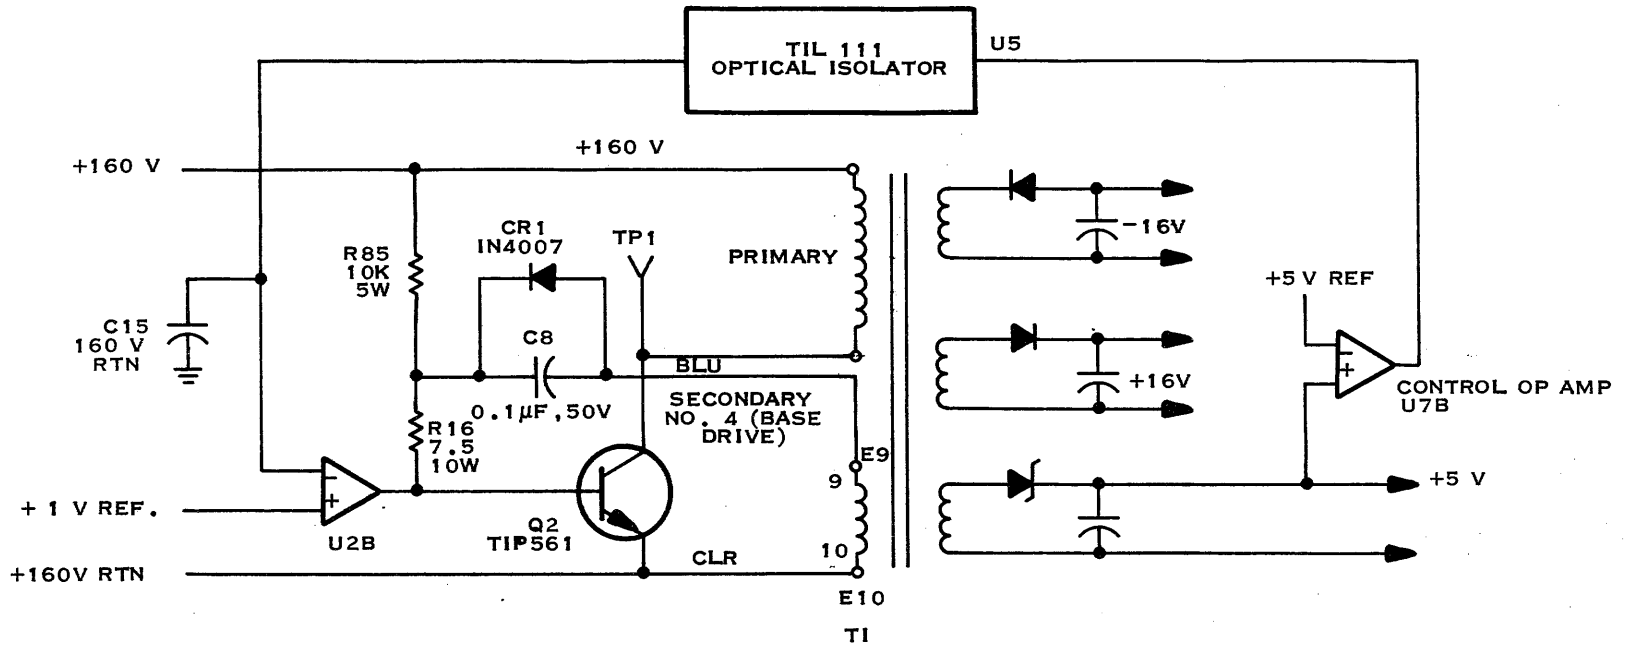 TIL 111
OPTICAL ISOLATOR
U5
+160 V
+160 V
CR1
IN4007
TP1
R85
10K
5W
PRIMARY
-16V
+5 V REF
C15
160 V
RTN
C8
BLU
0.1µF,50V
SECONDARY
NO. 4 (BASE
DRIVE)
+16V
CONTROL OP AMP
U7B
R16
7.5
10W
E9
9
-
+
-
+
+5 V
+ 1 V REF.
U2B
Q2
TIP561
10
CLR
+160V RTN
E10
T1